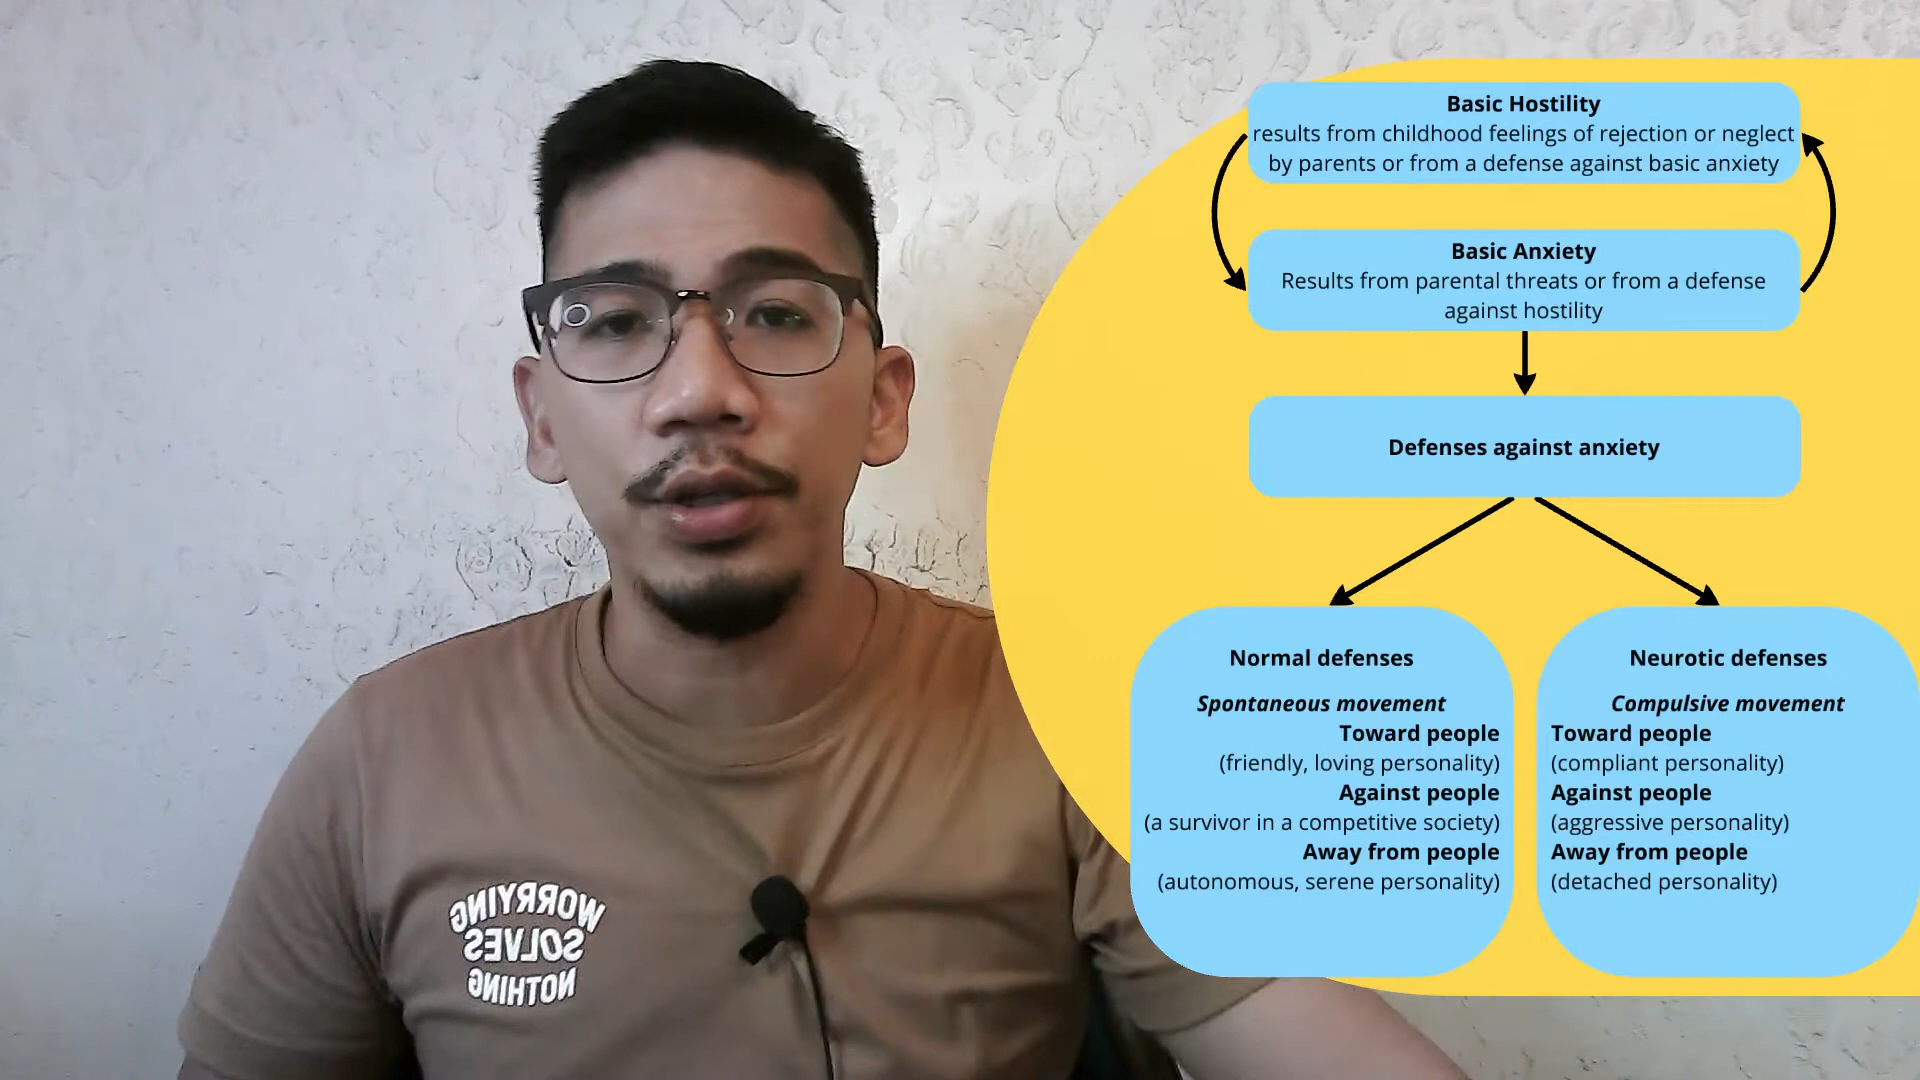 Basic Hostility
results from childhood feelings of rejection or neglect
by parents or from a defense against basic anxiety
Basic Anxiety
Results from parental threats or from a defense
against hostility
Defenses against anxiety
Normal defenses
Spontaneous movement
Toward people
(friendly, loving personality)
Against people
(a survivor in a competitive society)
Away from people
(autonomous, serene personality)
Neurotic defenses
Compulsive movement
Toward people
(compliant personality)
Against people
(aggressive personality)
Away from people
(detached personality)
WORRYING
SOLVES
NOTHING